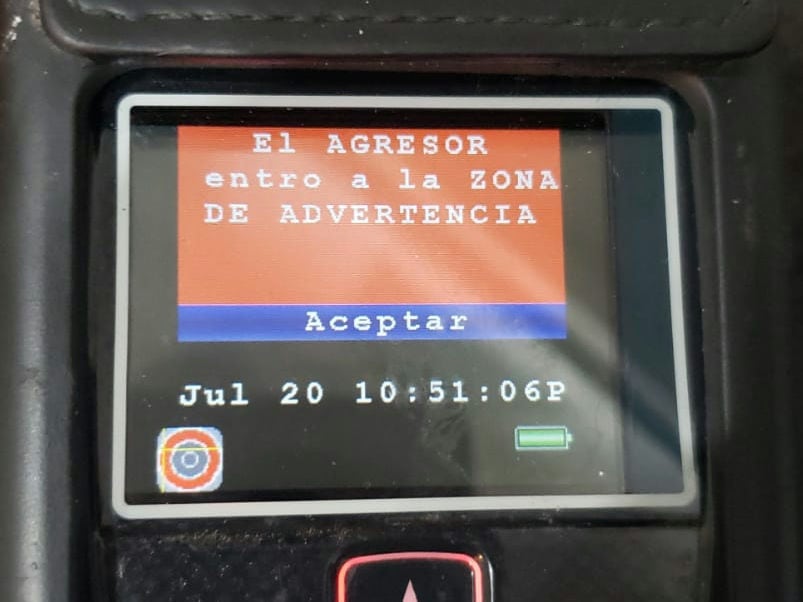 El AGRESOR
entro a la ZONA
DE ADVERTENCIA
Aceptar
Jul 20 10:51:06P